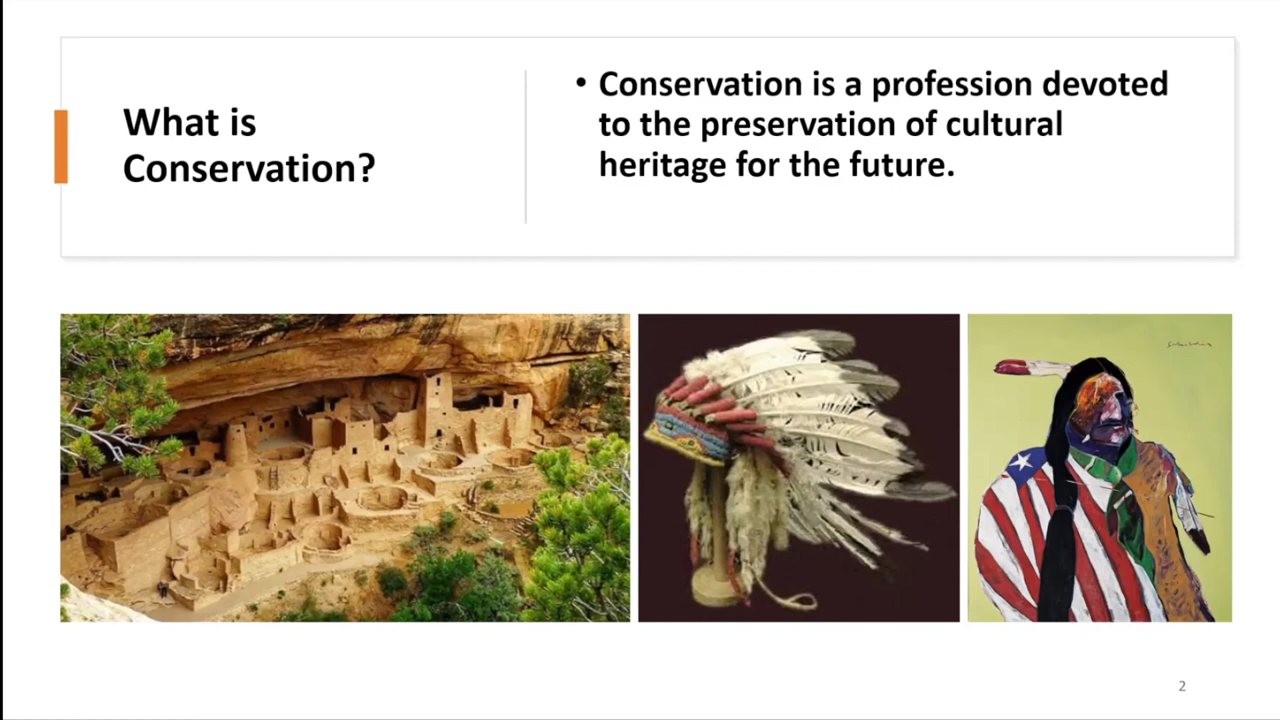 What is
Conservation?
• Conservation is a profession devoted
to the preservation of cultural
heritage for the future.
2